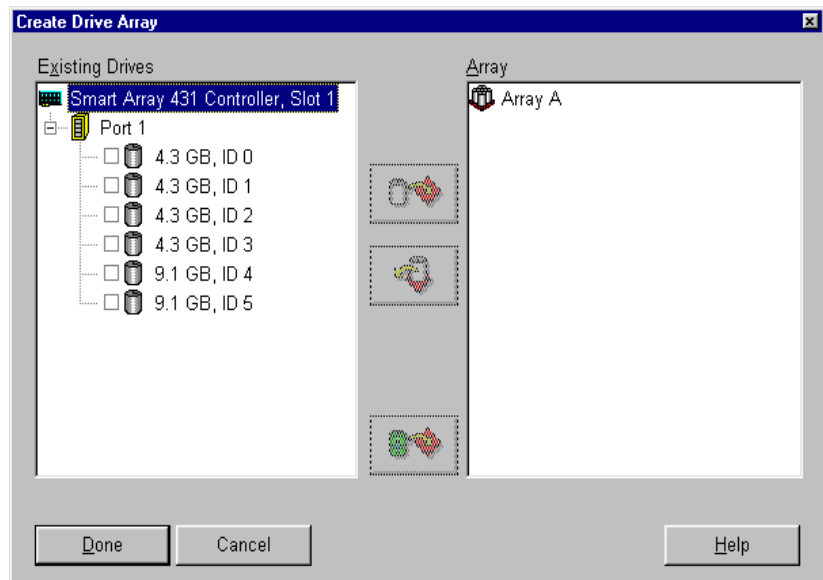 Create Drive Array
Existing Drives
Smart Array 431 Controller, Slot 1
Port 1
4.3 GB, ID 0
4.3 GB, ID 1
4.3 GB, ID 2
4.3 GB, ID 3
9.1 GB, ID 4
9.1 GB, ID 5
Array
Array A
Done
Cancel
Help